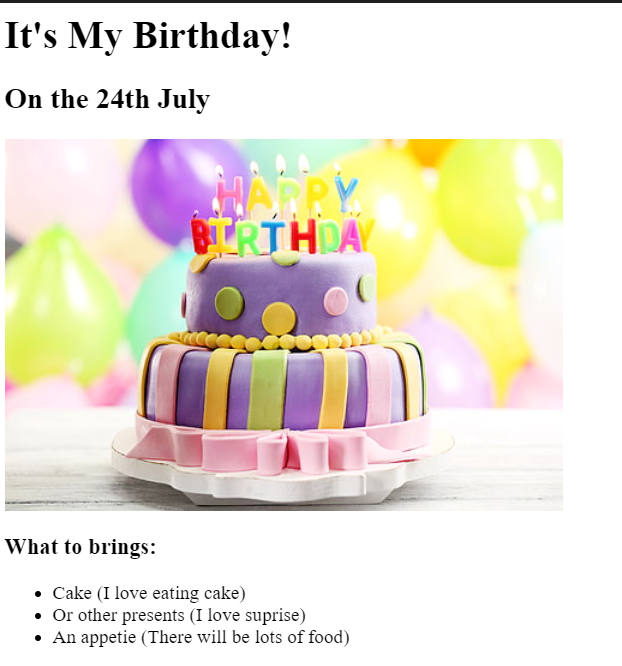 It's My Birthday!
On the 24th July
HAPPY
BIRTHDAY
What to brings:
Cake (I love eating cake)
Or other presents (I love suprise)
An appetie (There will be lots of food)